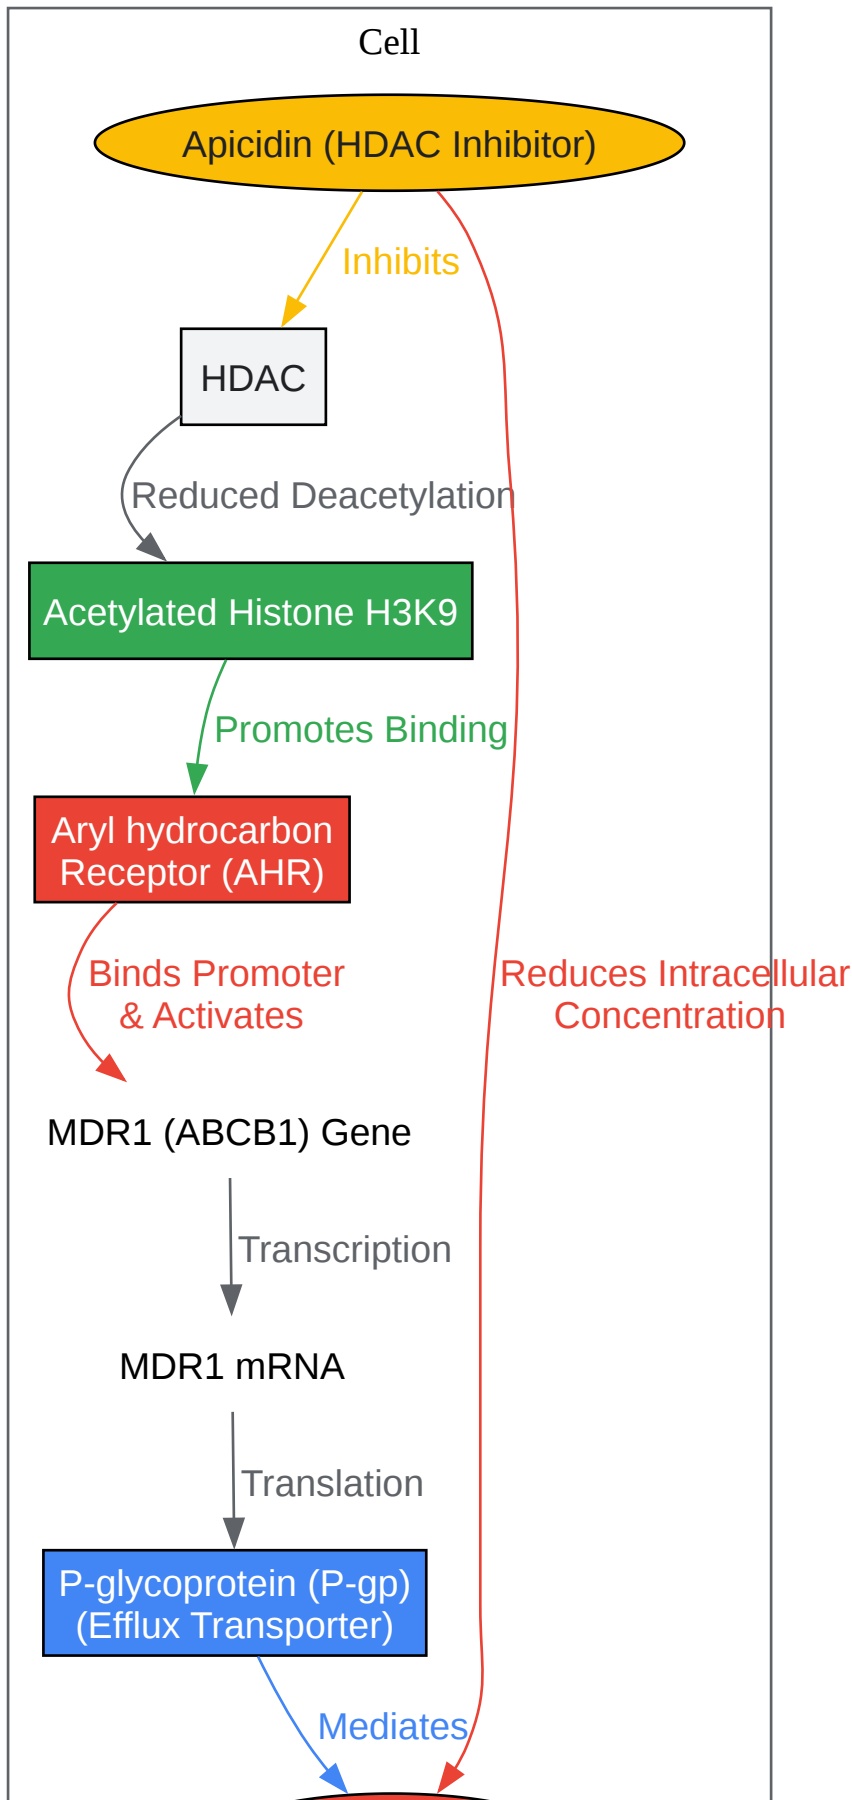 Cell
Apicidin (HDAC Inhibitor)
Inhibits
HDAC
Reduced Deacetylation
Acetylated Histone H3K9
Promotes Binding
Aryl hydrocarbon
Receptor (AHR)
Binds Promoter
& Activates
Reduces Intracellular
Concentration
MDR1 (ABCB1) Gene
Transcription
MDR1 mRNA
Translation
P-glycoprotein (P-gp)
(Efflux Transporter)
Mediates